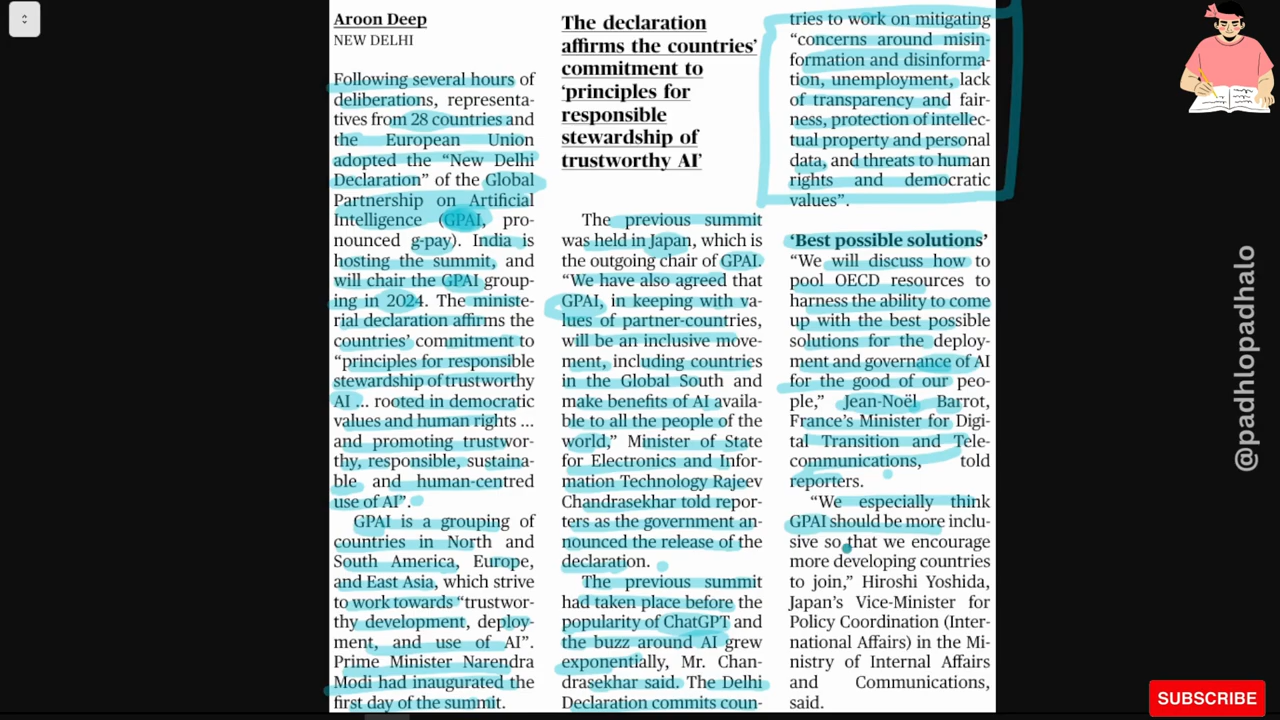 Aroon Deep
NEW DELHI
Following several hours of
deliberations, representa-
tives from 28 countries and
the European Union
adopted the “New Delhi
Declaration” of the Global
Partnership on Artificial
Intelligence (GPAI, pro-
nounced g-pay). India is
hosting the summit, and
will chair the GPAI group-
ing in 2024. The ministe-
rial declaration affirms the
countries’ commitment to
“principles for responsible
stewardship of trustworthy
AI ... rooted in democratic
values and human rights ...
and promoting trustwor-
thy, responsible, sustaina-
ble and human-centred
use of AI”.
GPAI is a grouping of
countries in North and
South America, Europe,
and East Asia, which strive
to work towards “trustwor-
thy development, deploy-
ment, and use of AI”.
Prime Minister Narendra
Modi had inaugurated the
first day of the summit.
The declaration
affirms the countries’
commitment to
‘principles for
responsible
stewardship of
trustworthy AI’
The previous summit
was held in Japan, which is
the outgoing chair of GPAI.
“We have also agreed that
GPAI, in keeping with va-
lues of partner-countries,
will be an inclusive move-
ment, including countries
in the Global South and
make benefits of AI availa-
ble to all the people of the
world,” Minister of State
for Electronics and Infor-
mation Technology Rajeev
Chandrasekhar told repor-
ters as the government an-
nounced the release of the
declaration.
The previous summit
had taken place before the
popularity of ChatGPT and
the buzz around AI grew
exponentially, Mr. Chan-
drasekhar said. The Delhi
Declaration commits coun-
tries to work on mitigating
“concerns around misin-
formation and disinforma-
tion, unemployment, lack
of transparency and fair-
ness, protection of intellec-
tual property and personal
data, and threats to human
rights and democratic
values”.
‘Best possible solutions’
“We will discuss how to
pool OECD resources to
harness the ability to come
up with the best possible
solutions for the deploy-
ment and governance of AI
for the good of our peo-
ple,” Jean-Noël Barrot,
France’s Minister for Digi-
tal Transition and Tele-
communications, told
reporters.
“We especially think
GPAI should be more inclu-
sive so that we encourage
more developing countries
to join,” Hiroshi Yoshida,
Japan’s Vice-Minister for
Policy Coordination (Inter-
national Affairs) in the Mi-
nistry of Internal Affairs
and Communications,
said.
@padhlopadhalo
SUBSCRIBE